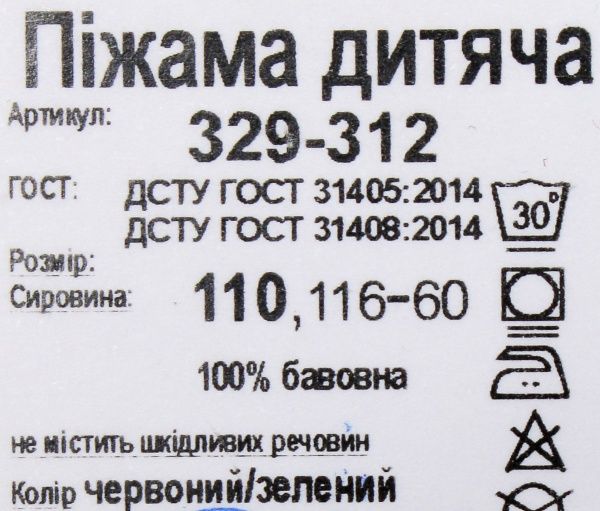 Піжама дитяча
Артикул: 329-312
ГОСТ: ДСТУ ГОСТ 31405:2014
ДСТУ ГОСТ 31408:2014
30°
Розмір:
Сировина: 110, 116-60
100% бавовна
не містить шкідливих речовин
Колір червоний/зелений